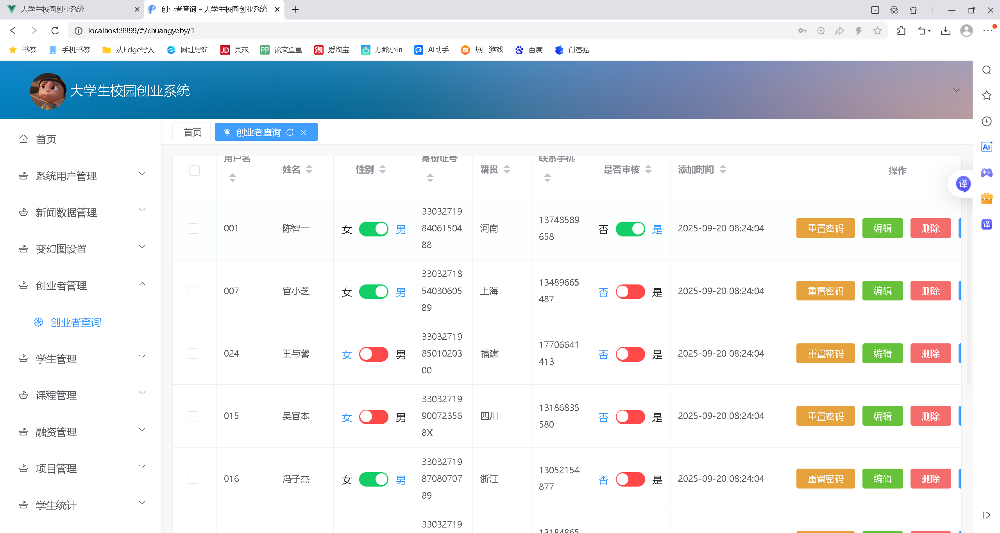 大学生校园创业系统
创业者查询 - 大学生校园创业系统
localhost:9999/#/chuangyeby/1
书签 手机书签 从Edge导入 网址导航 JD 京东 PP 论文查重 淘 爱淘宝 万能小in AI助手 热门游戏 百度 创客贴
大学生校园创业系统
首页
系统用户管理
新闻数据管理
变幻图设置
创业者管理
创业者查询
学生管理
课程管理
融资管理
项目管理
学生统计
首页 创业者查询
用户名 姓名 性别 身份证号 籍贯 联系手机 是否审核 添加时间 操作
001 陈智一 女 男 33032719 河南 13748589 否 是 2025-09-20 08:24:04 重置密码 编辑 删除
84061504 658
88
007 官小芝 女 男 33032718 上海 13489665 否 是 2025-09-20 08:24:04 重置密码 编辑 删除
54030605 487
89
024 王与馨 女 男 33032719 福建 17706641 否 是 2025-09-20 08:24:04 重置密码 编辑 删除
85010203 413
00
015 吴官本 女 男 33032719 四川 13186835 否 是 2025-09-20 08:24:04 重置密码 编辑 删除
90072356 580
8X
016 冯子杰 女 男 33032719 浙江 13052154 否 是 2025-09-20 08:24:04 重置密码 编辑 删除
87080707 877
89
33032719 13184865
AI
译
译